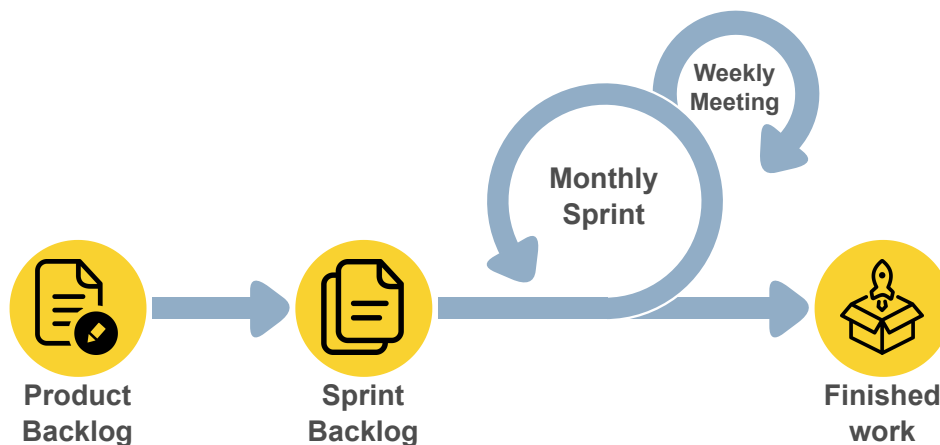 Weekly
Meeting
Monthly
Sprint
Product
Backlog
Sprint
Backlog
Finished
work